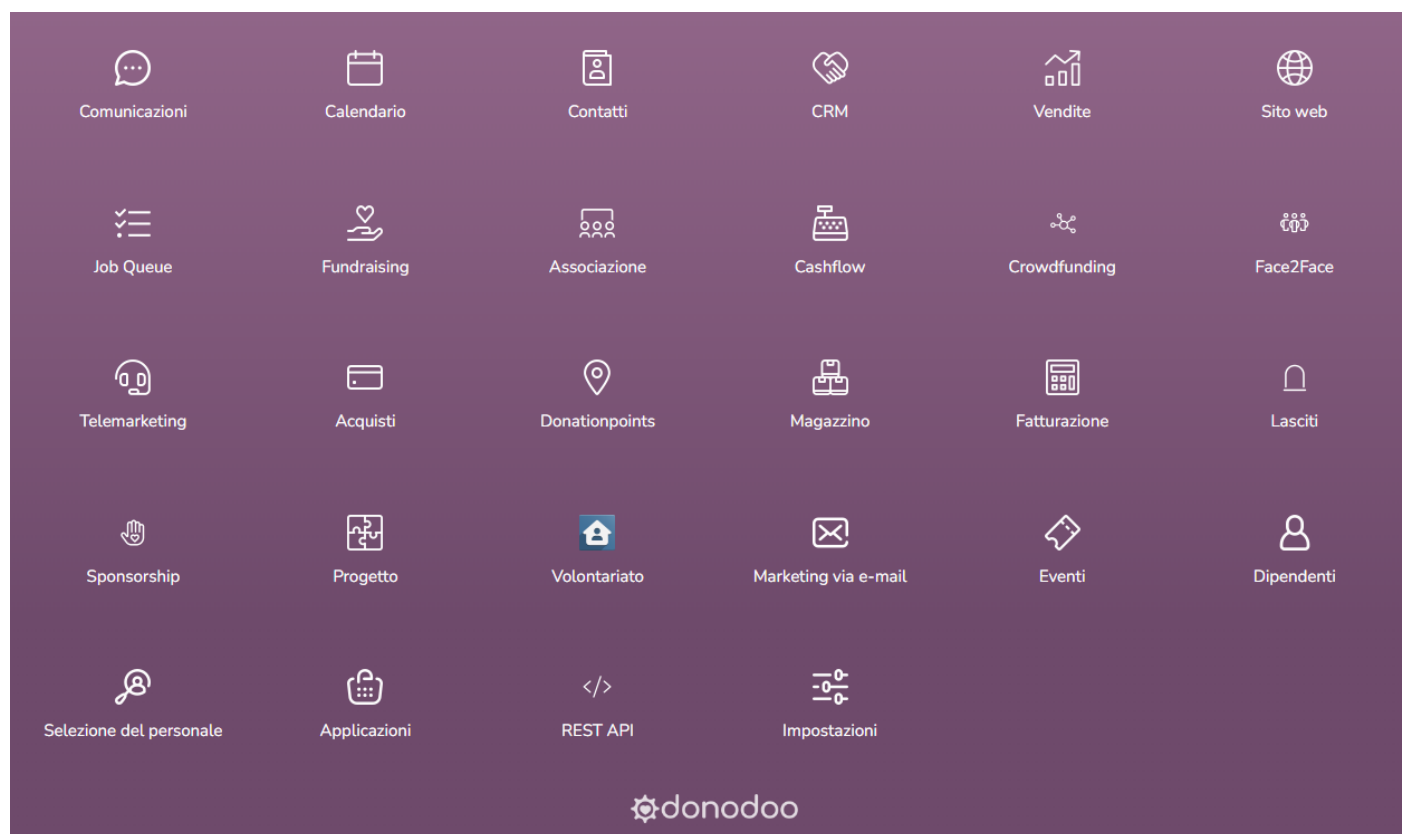 Comunicazioni
Calendario
Contatti
CRM
Vendite
Sito web
Job Queue
Fundraising
Associazione
Cashflow
Crowdfunding
Face2Face
Telemarketing
Acquisti
Donationpoints
Magazzino
Fatturazione
Lasciti
Sponsorship
Progetto
Volontariato
Marketing via e-mail
Eventi
Dipendenti
Selezione del personale
Applicazioni
REST API
Impostazioni
donodoo